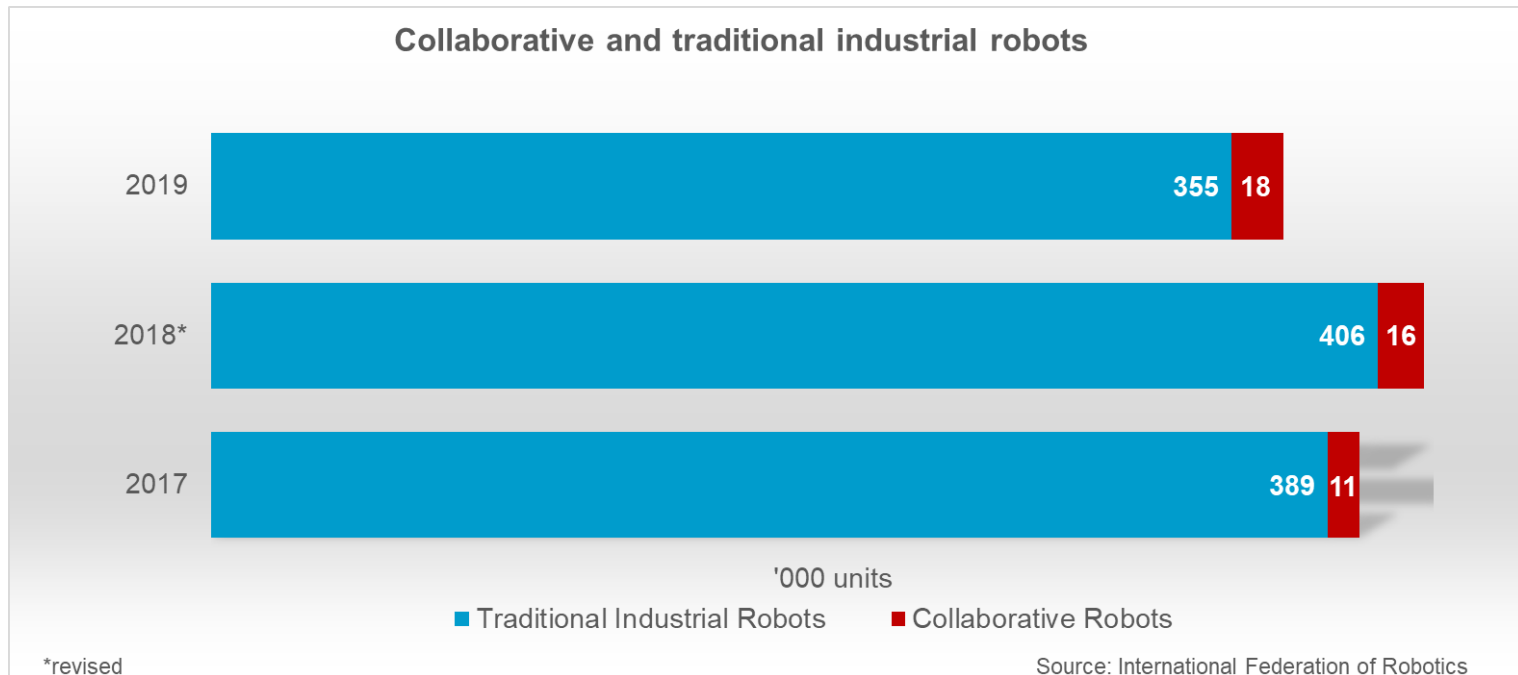 Collaborative and traditional industrial robots
2019
355 18
2018*
406 16
2017
389 11
'000 units
Traditional Industrial Robots Collaborative Robots
*revised Source: International Federation of Robotics